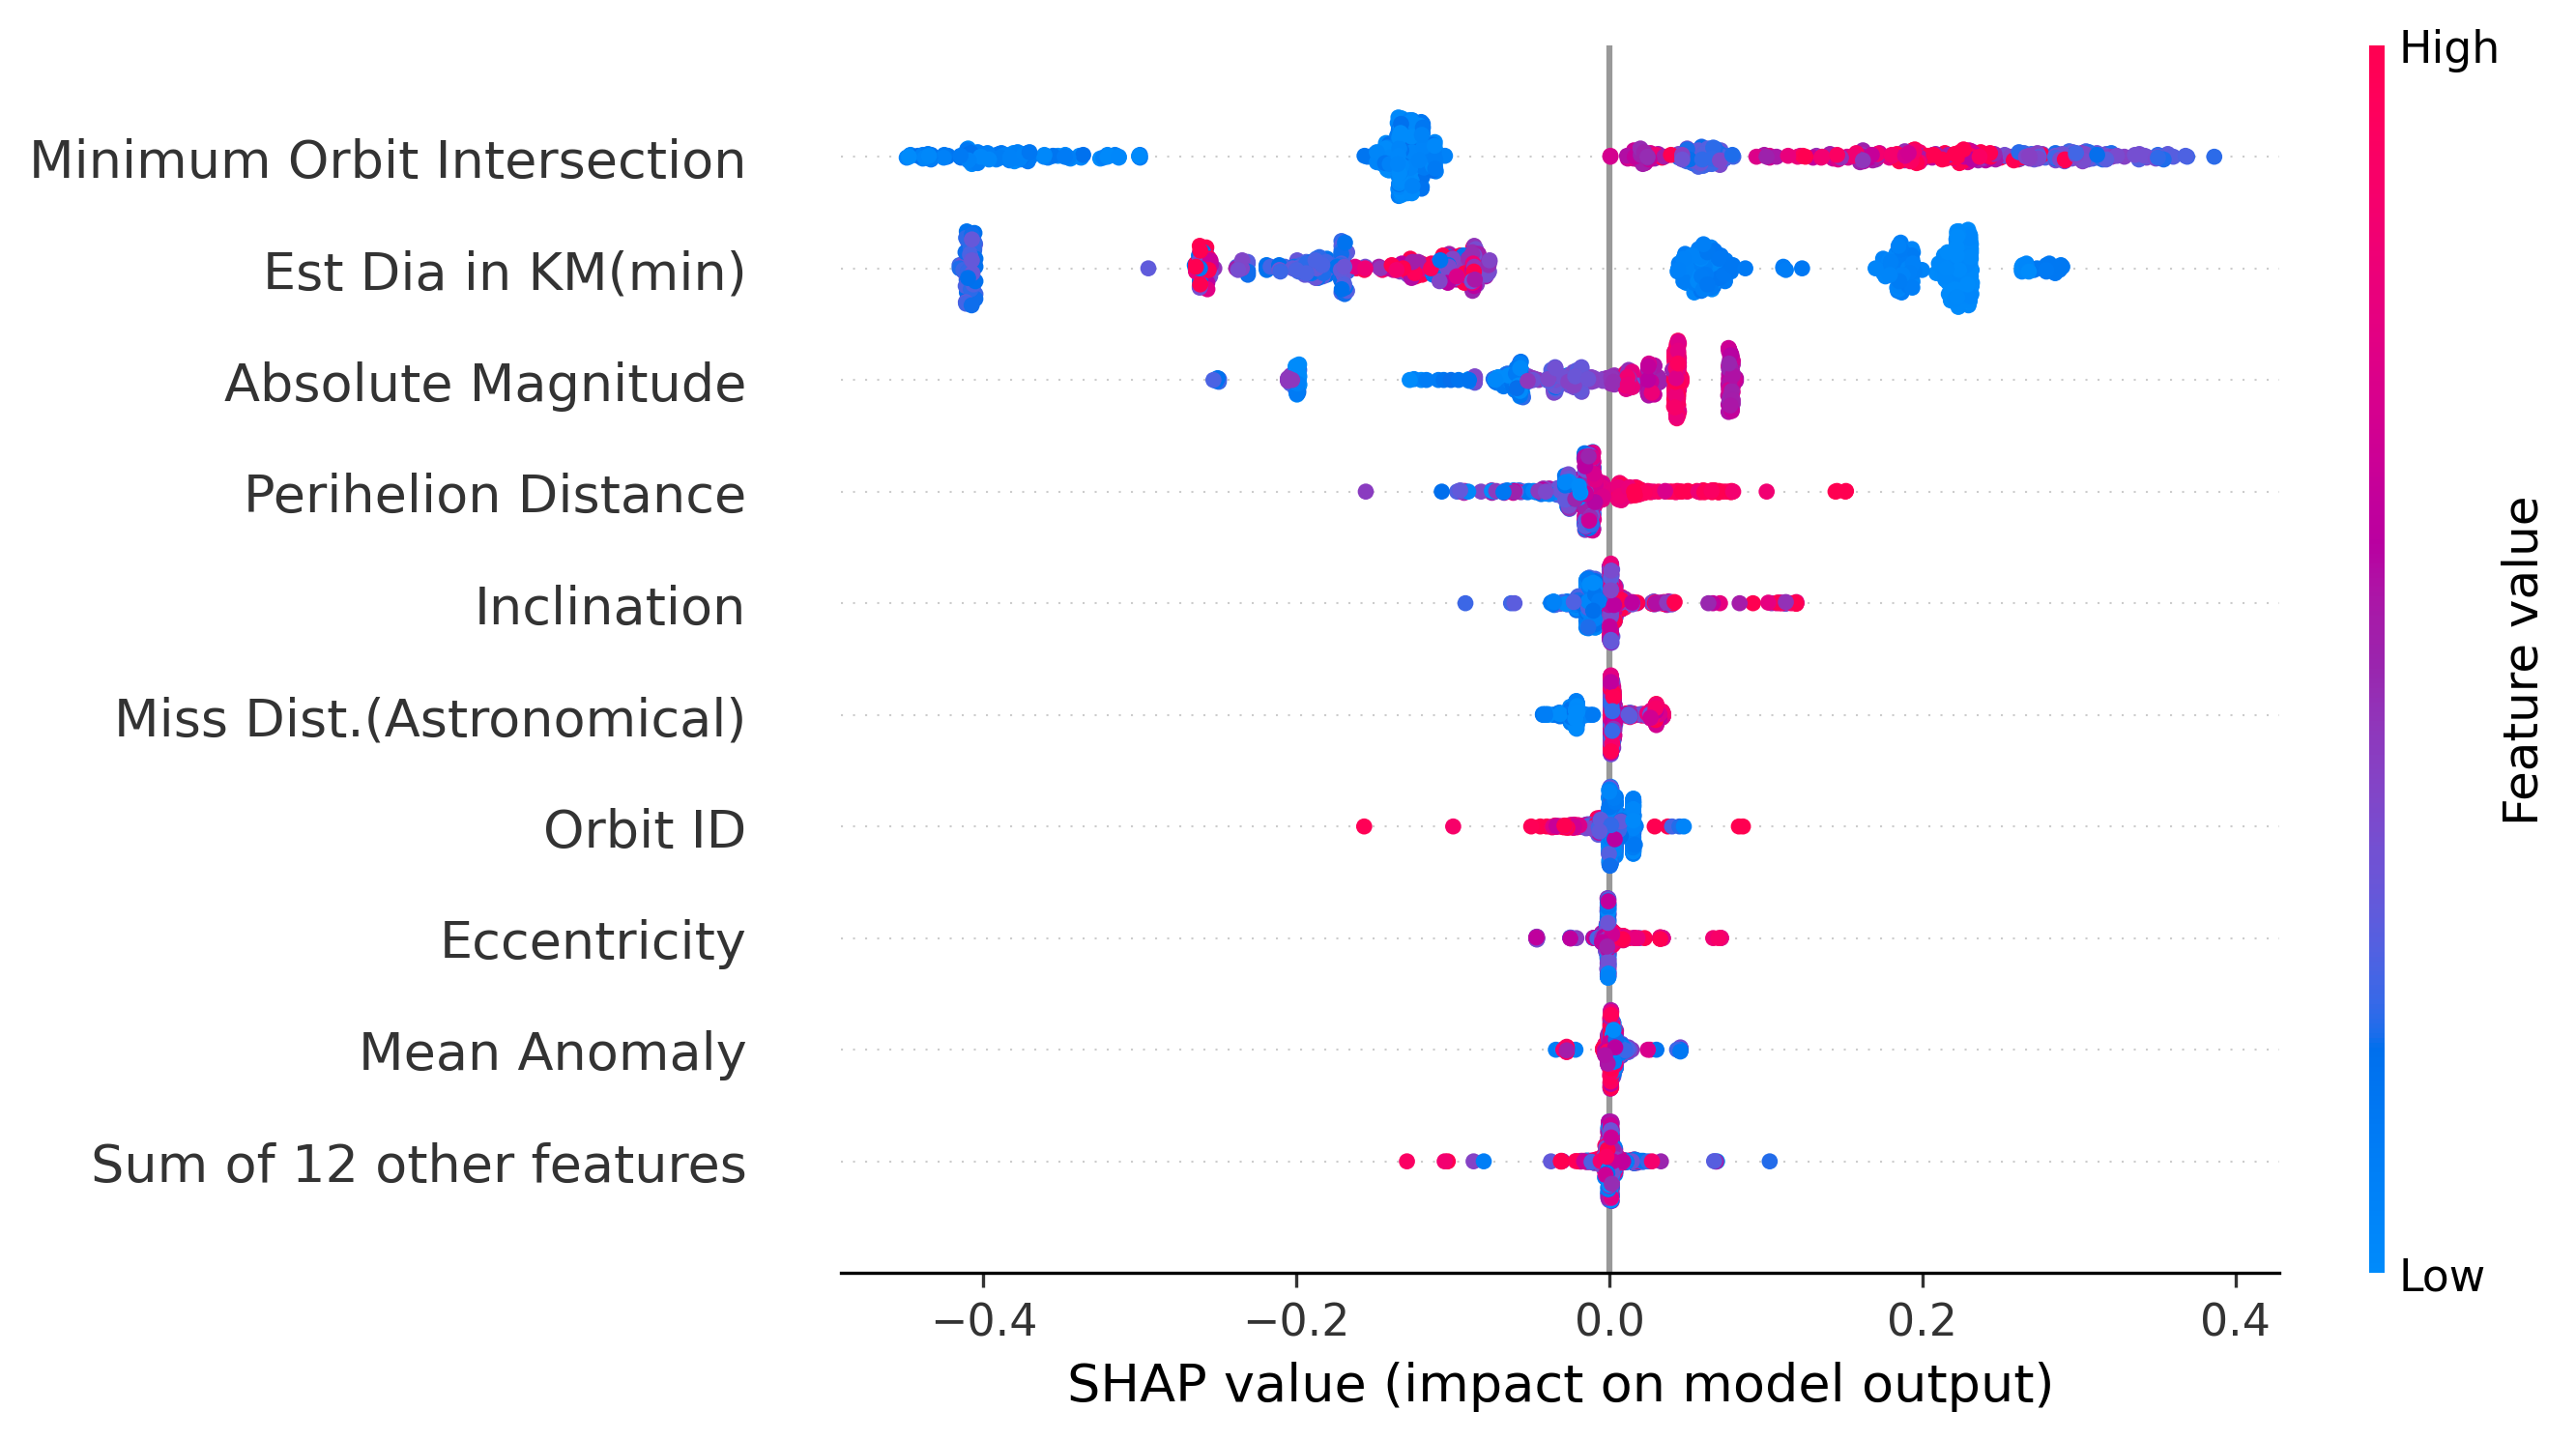 High
Minimum Orbit Intersection
Est Dia in KM(min)
Absolute Magnitude
Perihelion Distance
Inclination
Miss Dist.(Astronomical)
Orbit ID
Eccentricity
Mean Anomaly
Sum of 12 other features
Feature value
Low
−0.4 −0.2 0.0 0.2 0.4
SHAP value (impact on model output)